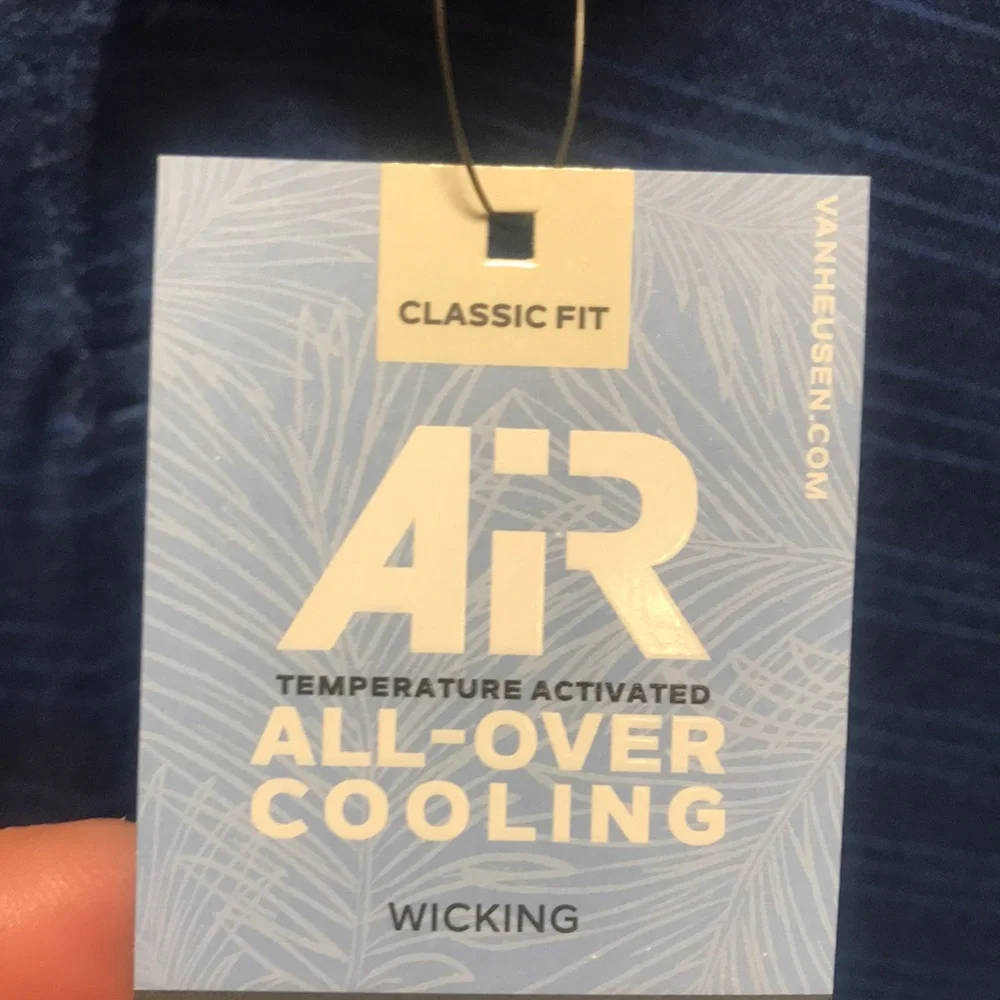 CLASSIC FIT
VANHEUSEN.COM
AIR
TEMPERATURE ACTIVATED
ALL-OVER
COOLING
WICKING